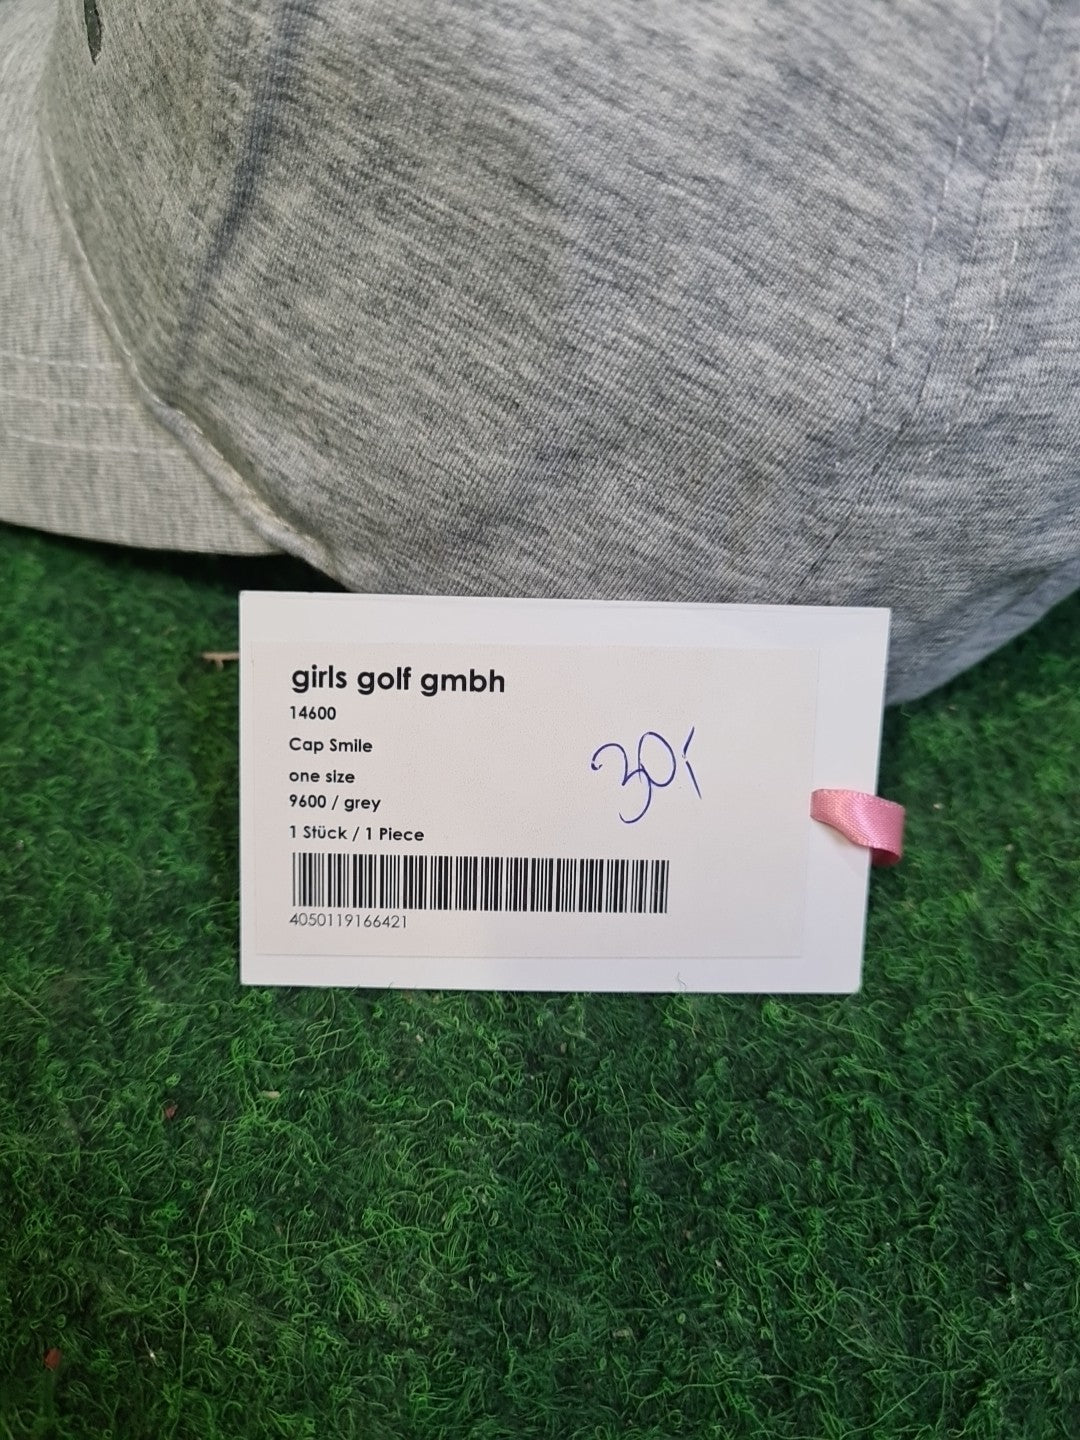 girls golf gmbh
14600
Cap Smile
one size
9600 / grey
1 Stück / 1 Piece
4050119166421